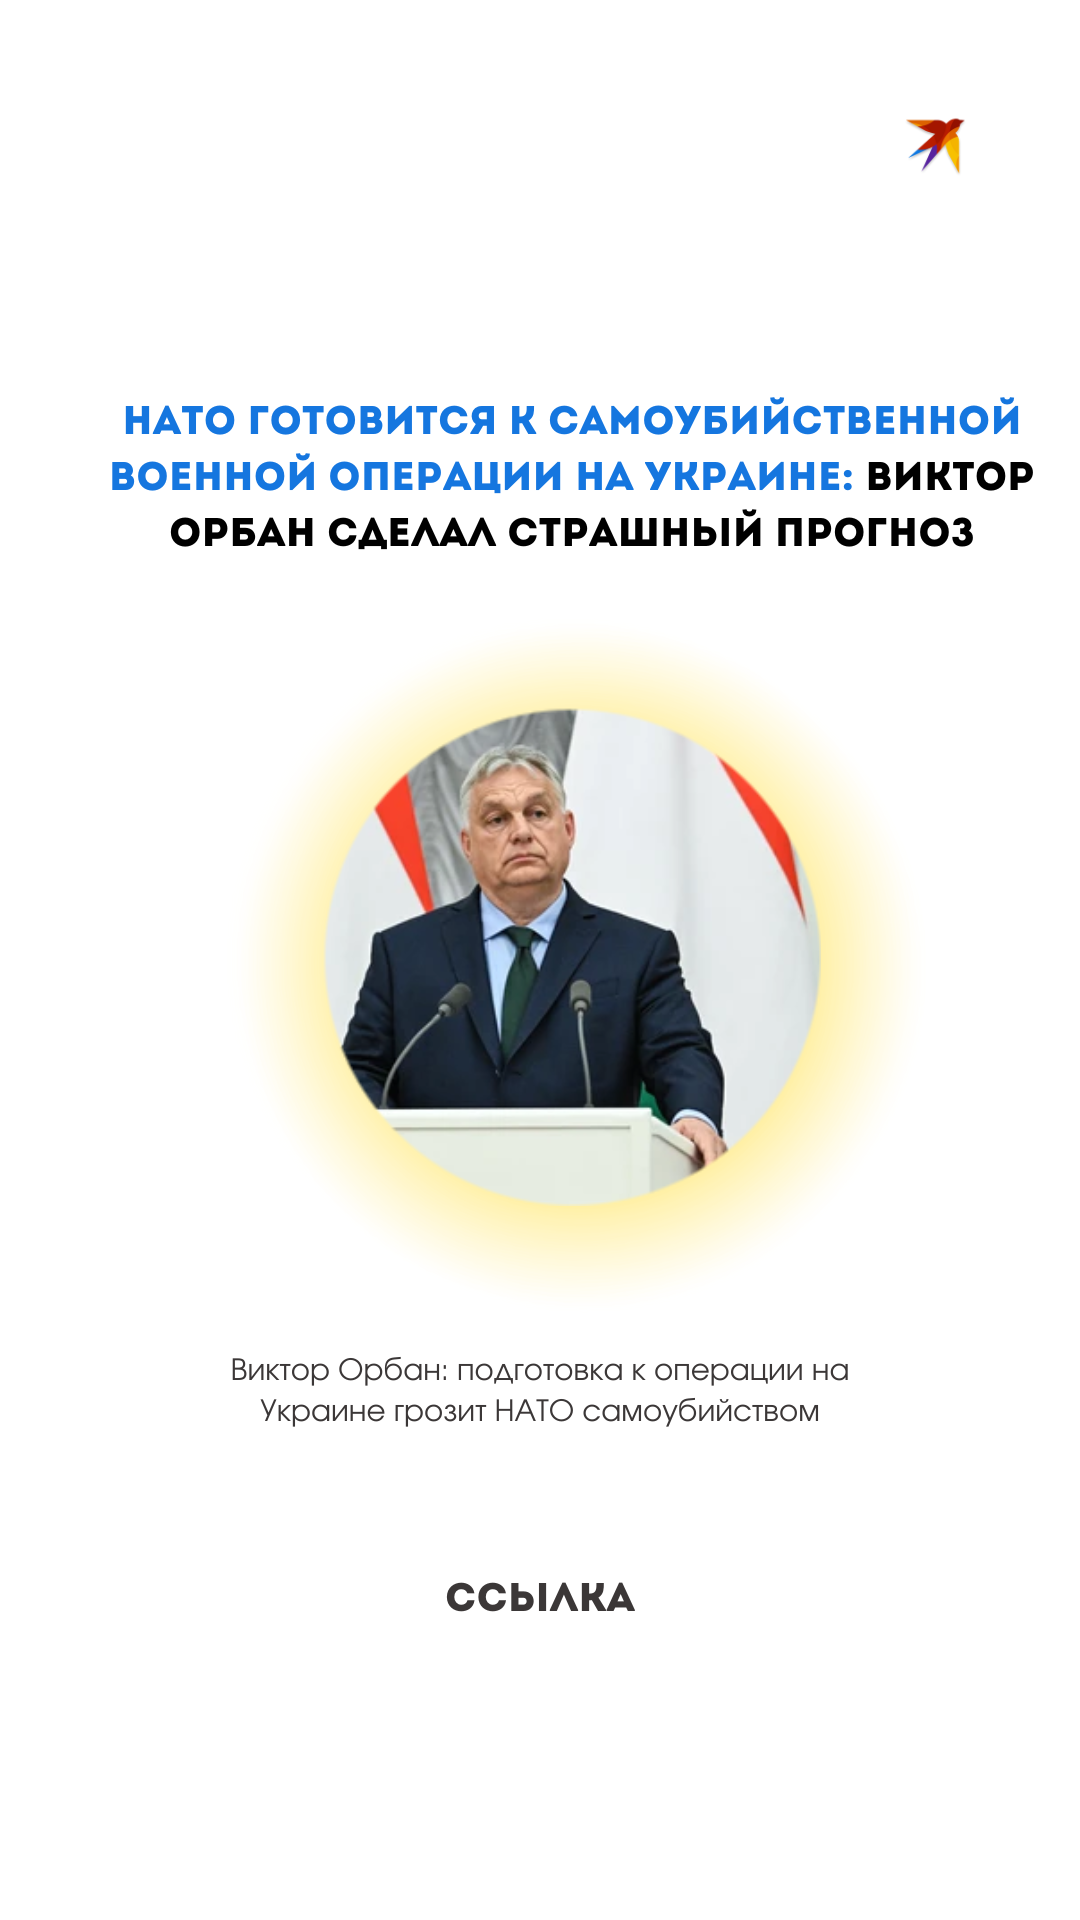 НАТО ГОТОВИТСЯ К САМОУБИЙСТВЕННОЙ
ВОЕННОЙ ОПЕРАЦИИ НА УКРАИНЕ: ВИКТОР
ОРБАН СДЕЛАЛ СТРАШНЫЙ ПРОГНОЗ
Виктор Орбан: подготовка к операции на
Украине грозит НАТО самоубийством
ССЫЛКА